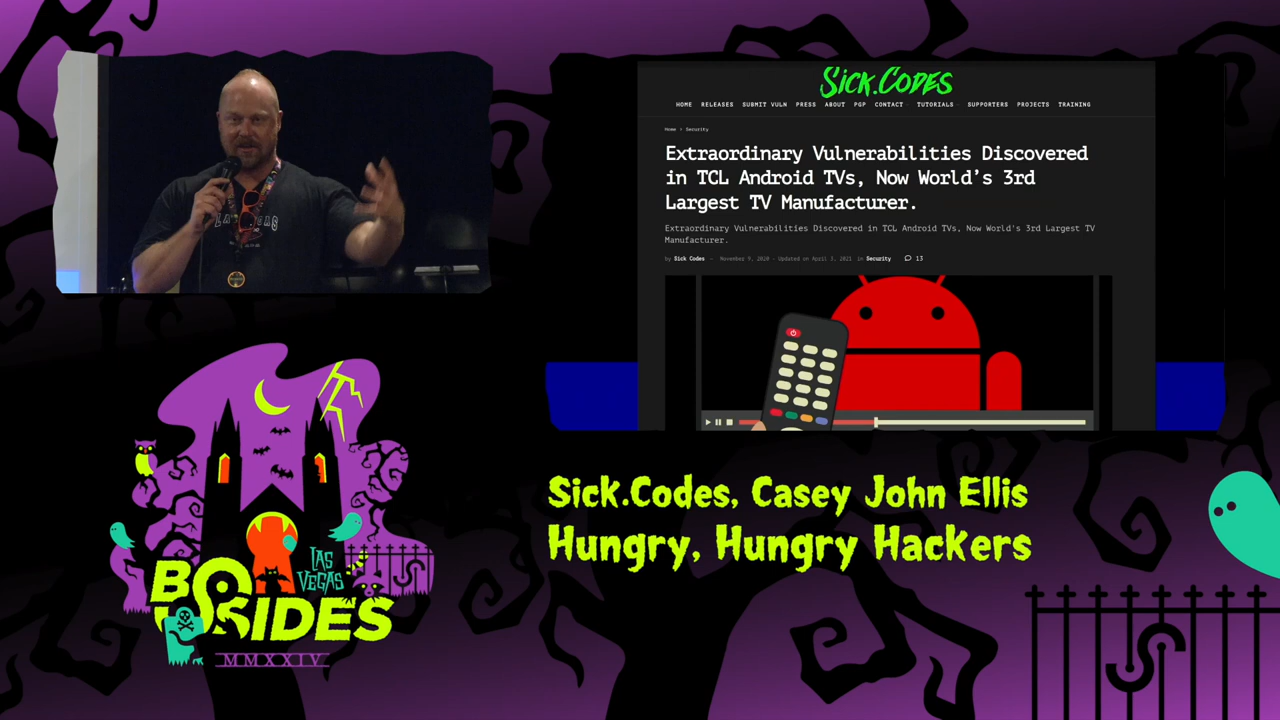 SICK.CODES
HOME RELEASES SUBMIT VULN PRESS ABOUT PGP CONTACT TUTORIALS SUPPORTERS PROJECTS TRAINING
Home › Security
Extraordinary Vulnerabilities Discovered
in TCL Android TVs, Now World's 3rd
Largest TV Manufacturer.
Extraordinary Vulnerabilities Discovered in TCL Android TVs, Now World's 3rd Largest TV
Manufacturer.
by Sick Codes — November 9, 2020 - Updated on April 3, 2021 in Security 13
Sick.Codes, Casey John Ellis
Hungry, Hungry Hackers
LAS
VEGAS
BSIDES
MMXXIV